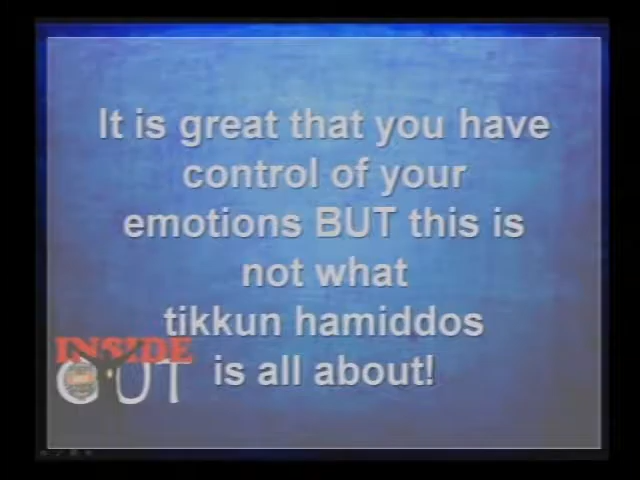 It is great that you have
control of your
emotions BUT this is
not what
tikkun hamiddos
is all about!
INSIDE
OUT